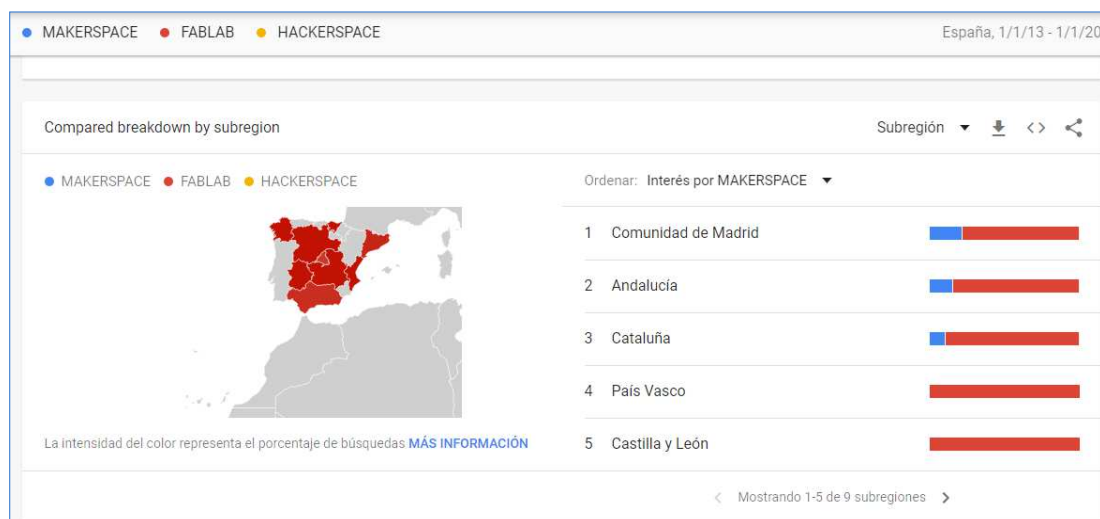 MAKERSPACE FABLAB HACKERSPACE España, 1/1/13 - 1/1/20
Compared breakdown by subregion Subregión
MAKERSPACE FABLAB HACKERSPACE
Ordenar: Interés por MAKERSPACE
1 Comunidad de Madrid
2 Andalucía
3 Cataluña
4 País Vasco
5 Castilla y León
La intensidad del color representa el porcentaje de búsquedas MÁS INFORMACIÓN
Mostrando 1-5 de 9 subregiones